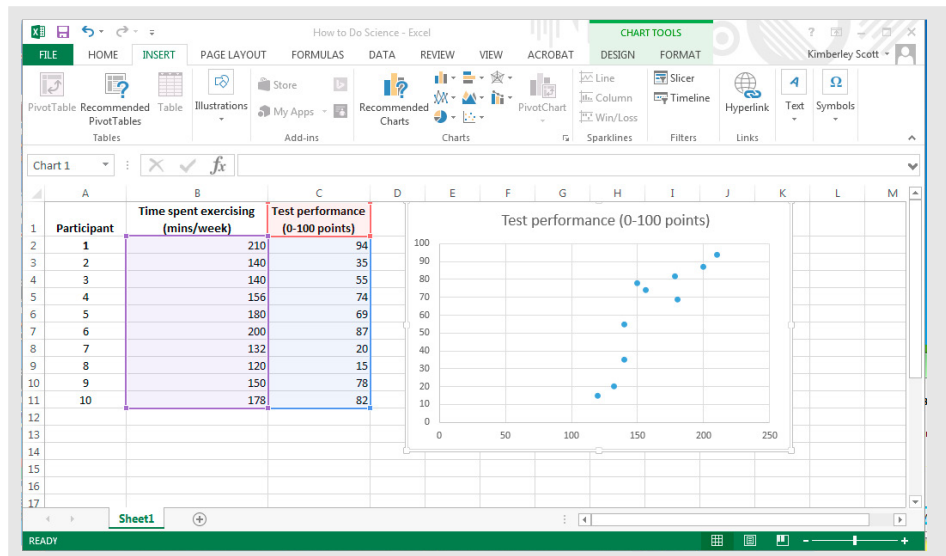 How to Do Science - Excel
CHART TOOLS
?
FILE HOME INSERT PAGE LAYOUT FORMULAS DATA REVIEW VIEW ACROBAT DESIGN FORMAT Kimberley Scott
PivotTable Recommended PivotTables Table
Tables
Illustrations
Store
My Apps
Add-ins
Recommended Charts
PivotChart
Charts
Line
Column
Win/Loss
Sparklines
Slicer
Timeline
Filters
Hyperlink
Links
A
Text
Ω
Symbols
Chart 1 fx
A B C D E F G H I J K L M
1 Participant Time spent exercising (mins/week) Test performance (0-100 points)
2 1 210 94
3 2 140 35
4 3 140 55
5 4 156 74
6 5 180 69
7 6 200 87
8 7 132 20
9 8 120 15
10 9 150 78
11 10 178 82
12
13
14
15
16
17
Test performance (0-100 points)
100
90
80
70
60
50
40
30
20
10
0
0 50 100 150 200 250
Sheet1
READY